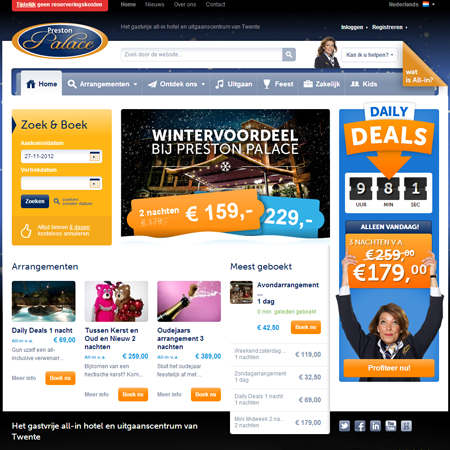 Tijdelijk geen reserveringskosten
Home Nieuws Over ons Contact
Nederlands
Preston
Palace
Het gastvrije all-in hotel en uitgaanscentrum van Twente
Inloggen Registreren
Zoek door de website...
Kan ik u helpen?
wat
is All-in?
Home Arrangementen Ontdek ons Uitgaan Feest Zakelijk Kids
Zoek & Boek
Aankomstdatum
27-11-2012
Vertrekdatum
Zoeken
zoeken
zonder datum.
Altijd binnen 8 dagen
kosteloos annuleren
WINTERVOORDEEL
BIJ PRESTON PALACE
2 nachten
€ 179,-
€ 159,-
229,-
DAILY
DEALS
9 8 1
UUR MIN SEC
ALLEEN VANDAAG!
3 NACHTEN V.A.
€259,00
€179,00
Profiteer nu!
Arrangementen
Daily Deals 1 nacht
All-in v.a. € 69,00
Gun uzelf een all-
inclusive verwenarr...
Meer info Boek nu
Tussen Kerst en
Oud en Nieuw 2
nachten
All-in v.a. € 259,00
Bijkomen van een
hectische kerst? Kom...
Meer info Boek nu
Oudejaars
arrangement 3
nachten
All-in v.a. € 389,00
Sluit het oudejaar
feestelijk af met ...
Meer info Boek nu
Meest geboekt
Avondarrangement
...
1 dag
0 min. geleden geboekt
€ 42,50 Boek nu
Weekend zaterdag...
1 nachten € 119,00
Zondagarrangement
1 dag € 32,50
Daily Deals 1 nacht
1 nachten € 69,00
Mini Midweek 2 na...
2 nachten € 179,00
Het gastvrije all-in hotel en uitgaanscentrum van
Twente